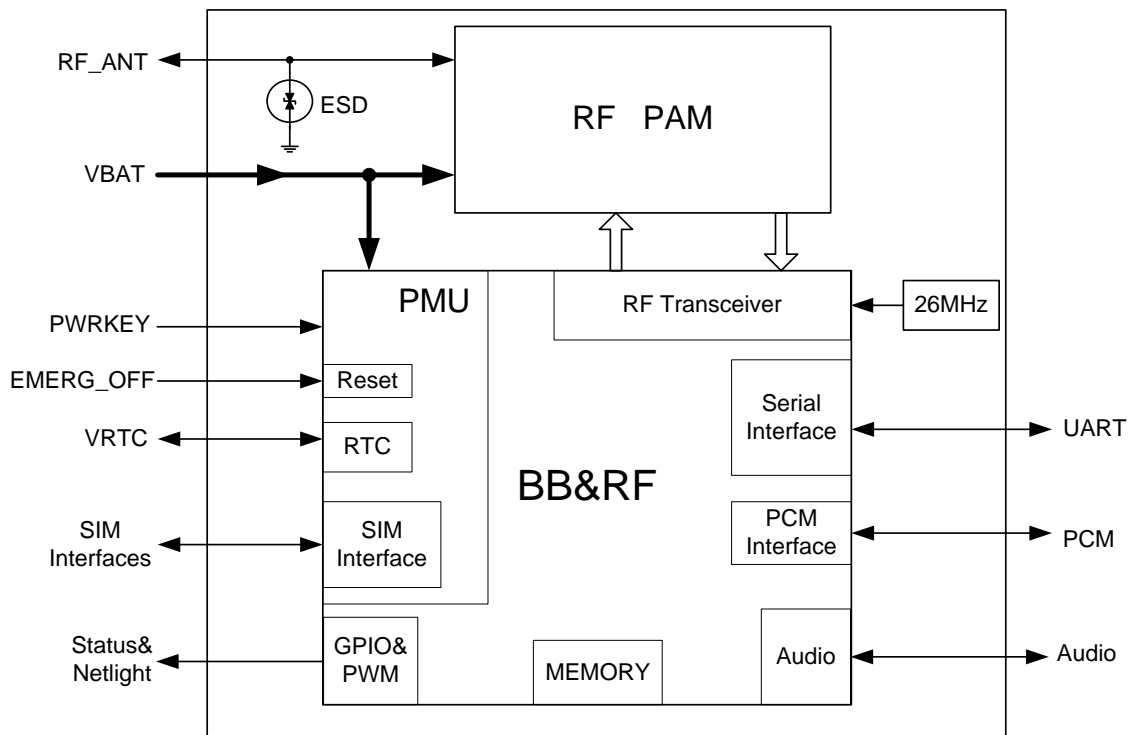 RF_ANT
ESD
RF PAM
VBAT
PMU
RF Transceiver
26MHz
PWRKEY
EMERG_OFF
Reset
Serial
Interface
UART
VRTC
RTC
BB&RF
SIM
Interfaces
SIM
Interface
PCM
Interface
PCM
Status&
Netlight
GPIO&
PWM
MEMORY
Audio
Audio